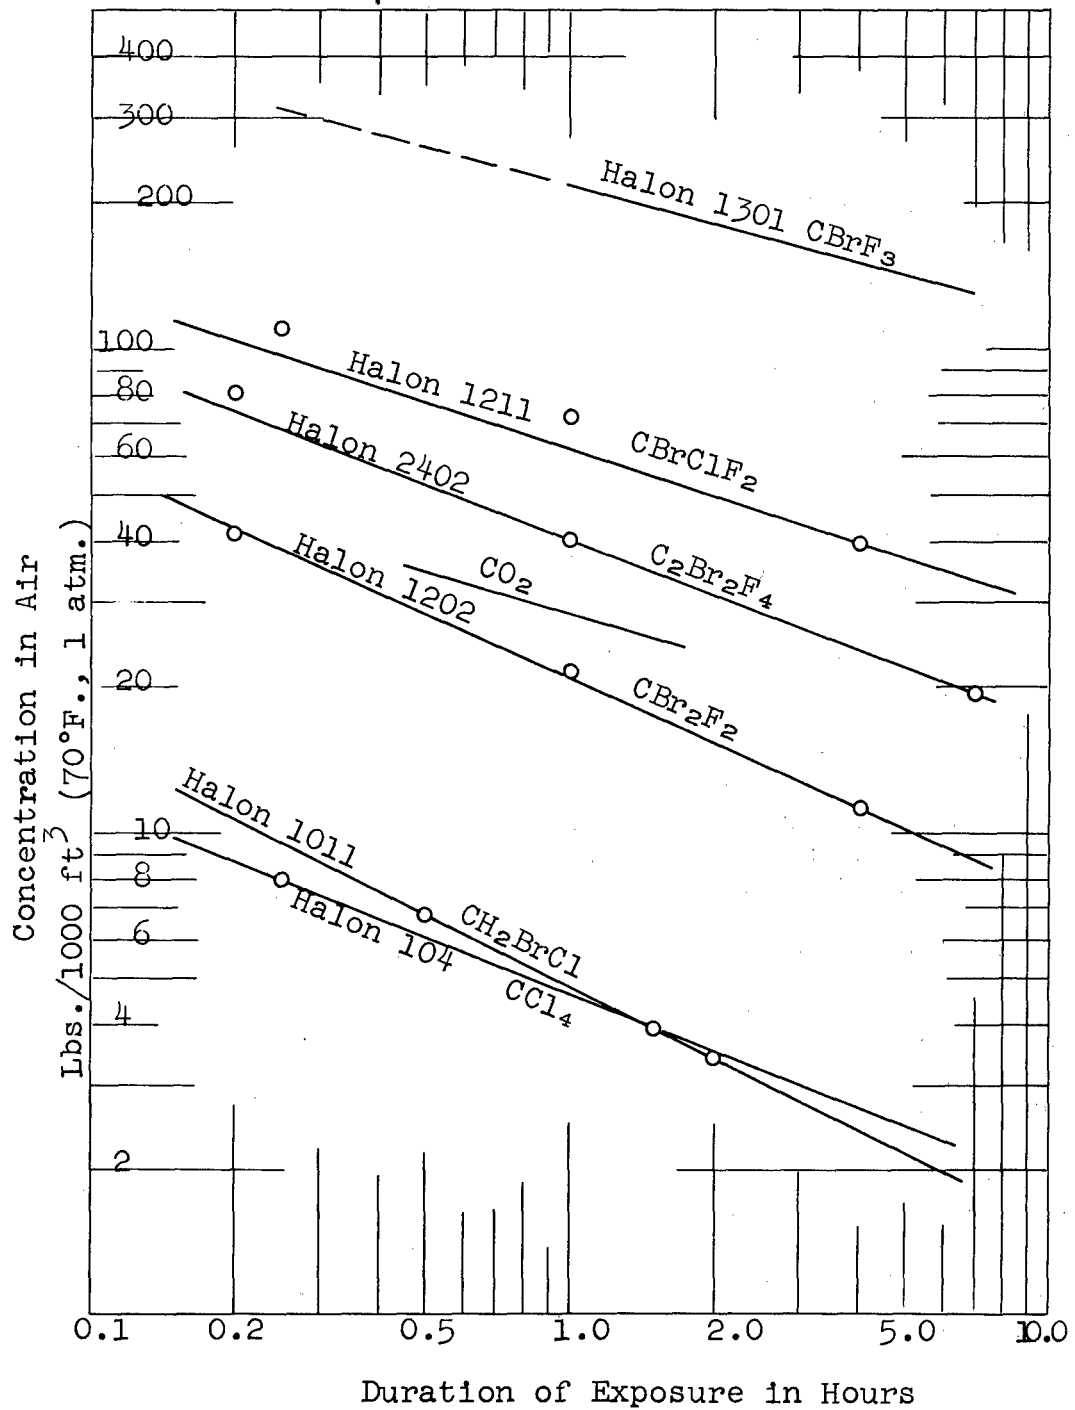 400
300
200
100
80
60
40
20
10
8
6
4
2
Halon 1301 CBrF₃
Halon 1211 CBrClF₂
Halon 2402 C₂Br₂F₄
CO₂
Halon 1202 CBr₂F₂
Halon 1011 CH₂BrCl
Halon 104 CCl₄
Concentration in Air
Lbs./1000 ft³ (70°F., 1 atm.)
0.1 0.2 0.5 1.0 2.0 5.0 10.0
Duration of Exposure in Hours